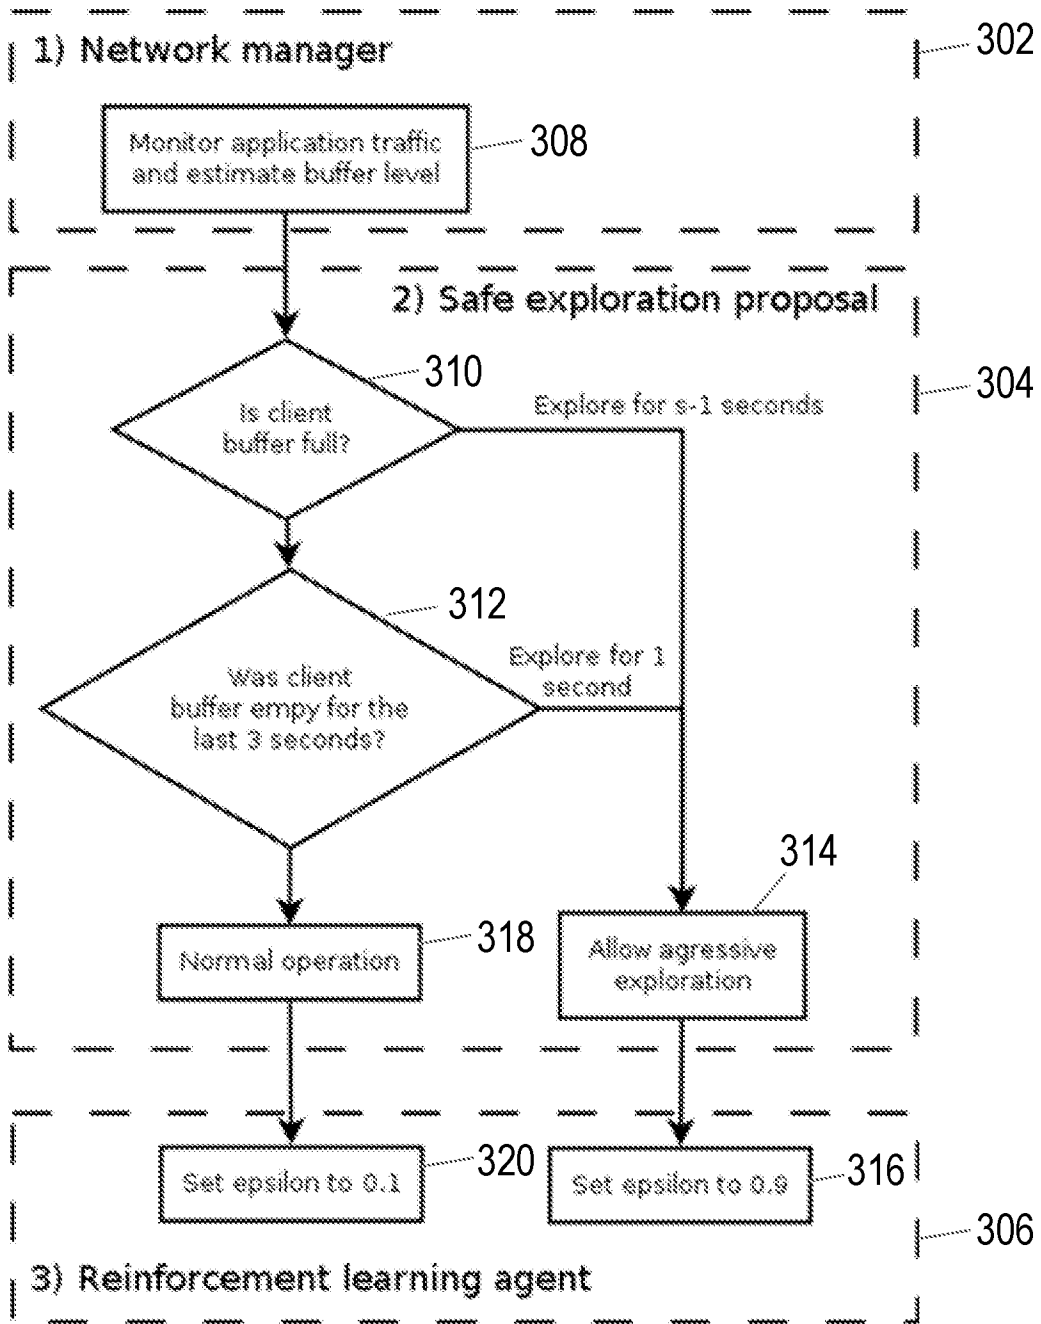 1) Network manager
302
Monitor application traffic
and estimate buffer level
308
2) Safe exploration proposal
304
310
Is client
buffer full?
Explore for s-1 seconds
312
Was client
buffer empy for the
last 3 seconds?
Explore for 1
second
314
Normal operation
318
Allow agressive
exploration
Set epsilon to 0.1
320
Set epsilon to 0.9
316
306
3) Reinforcement learning agent